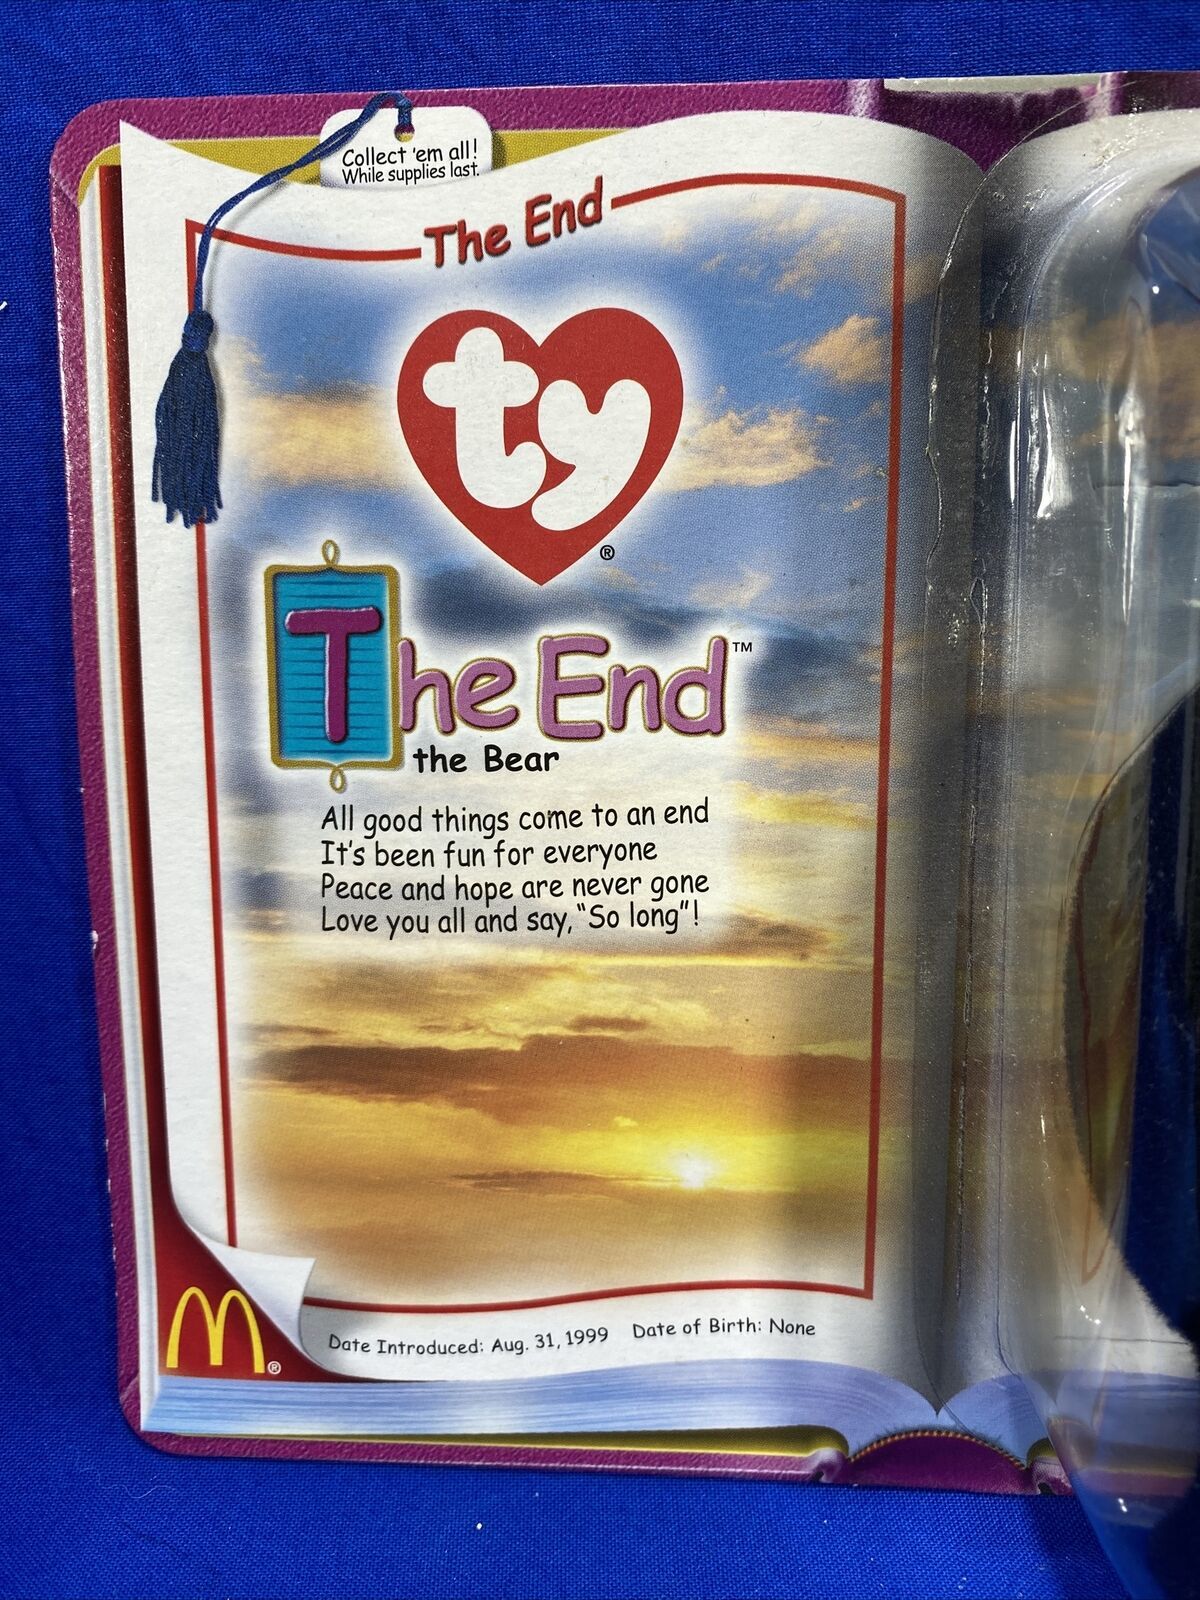 Collect 'em all!
While supplies last.
The End
ty
®
The End™
the Bear
All good things come to an end
It's been fun for everyone
Peace and hope are never gone
Love you all and say, "So long"!
M®
Date Introduced: Aug. 31, 1999 Date of Birth: None